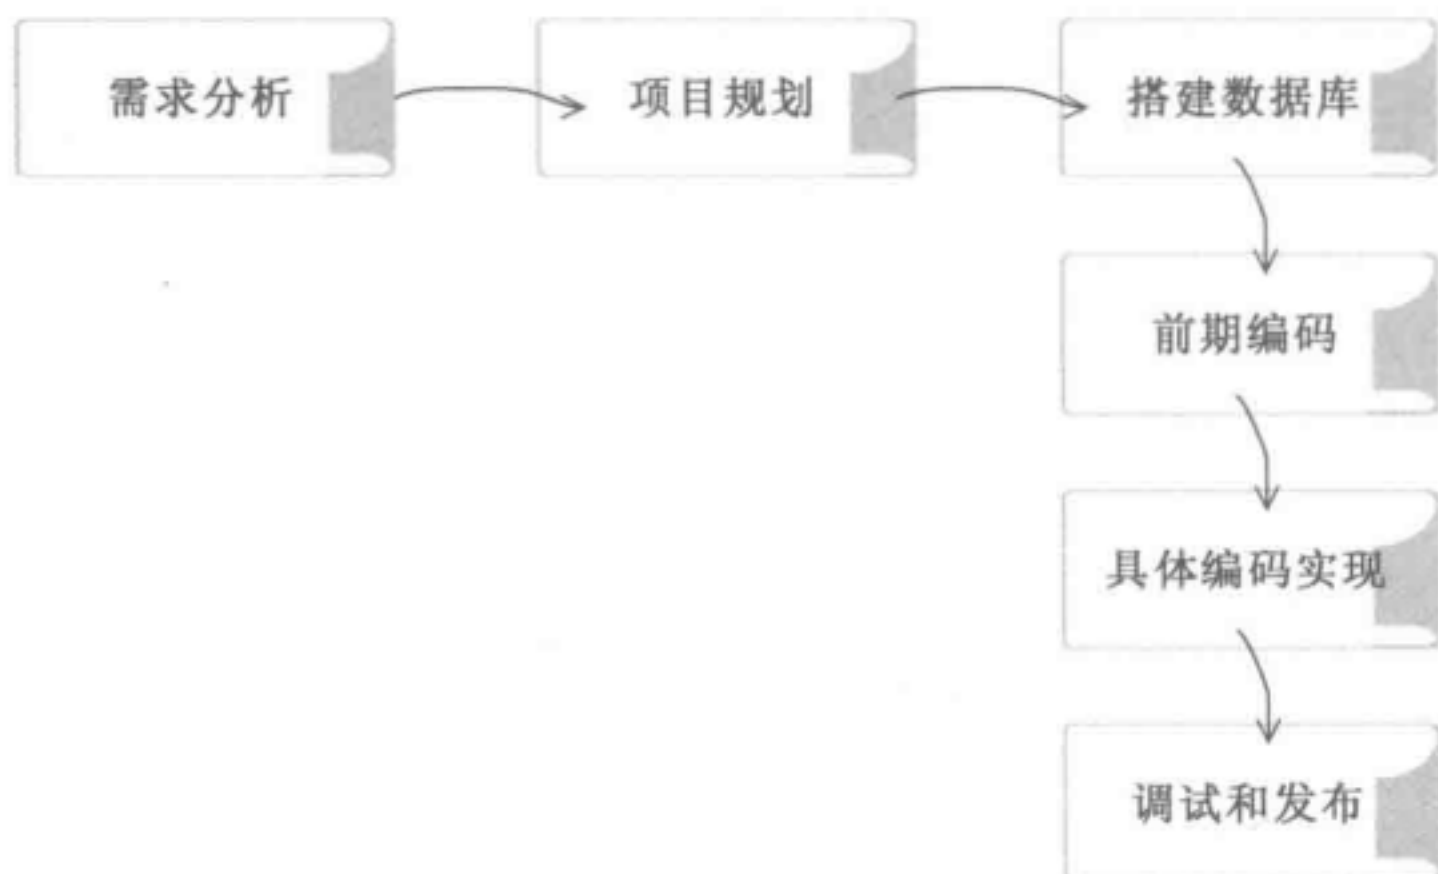 需求分析
项目规划
搭建数据库
前期编码
具体编码实现
调试和发布